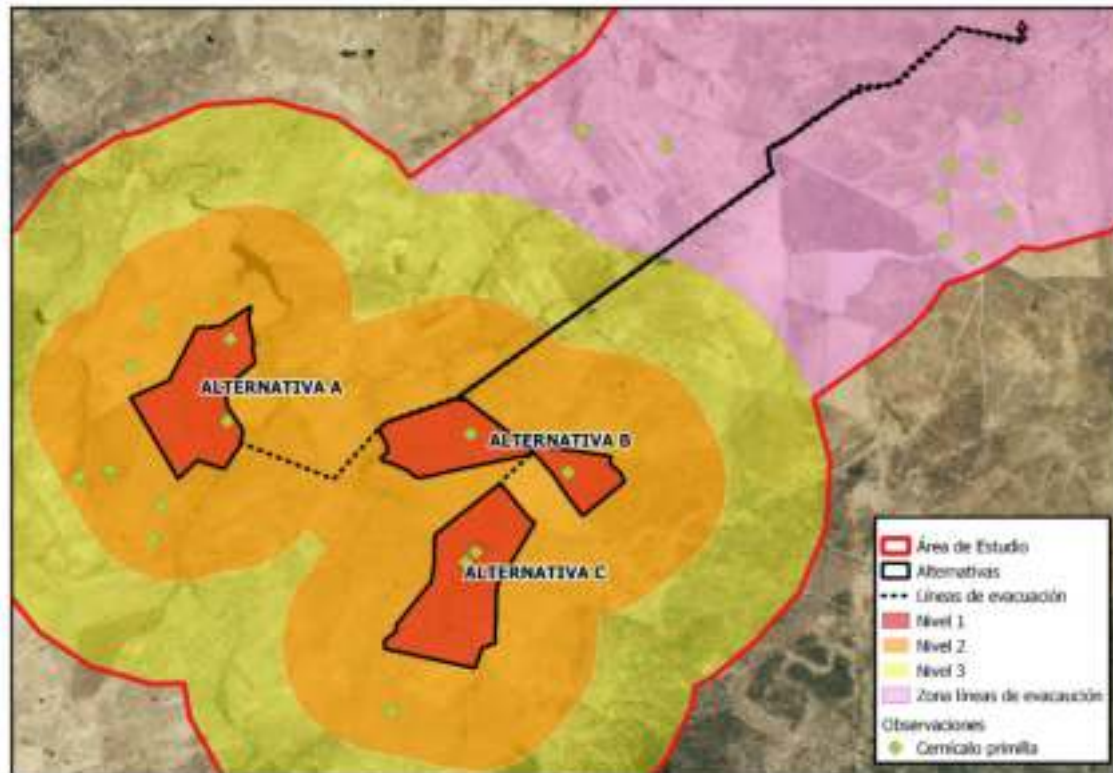 ALTERNATIVA A
ALTERNATIVA B
ALTERNATIVA C
Área de Estudio
Alternativas
Líneas de evacuación
Nivel 1
Nivel 2
Nivel 3
Zona líneas de evacaución
Observaciones
Cernícalo primilla